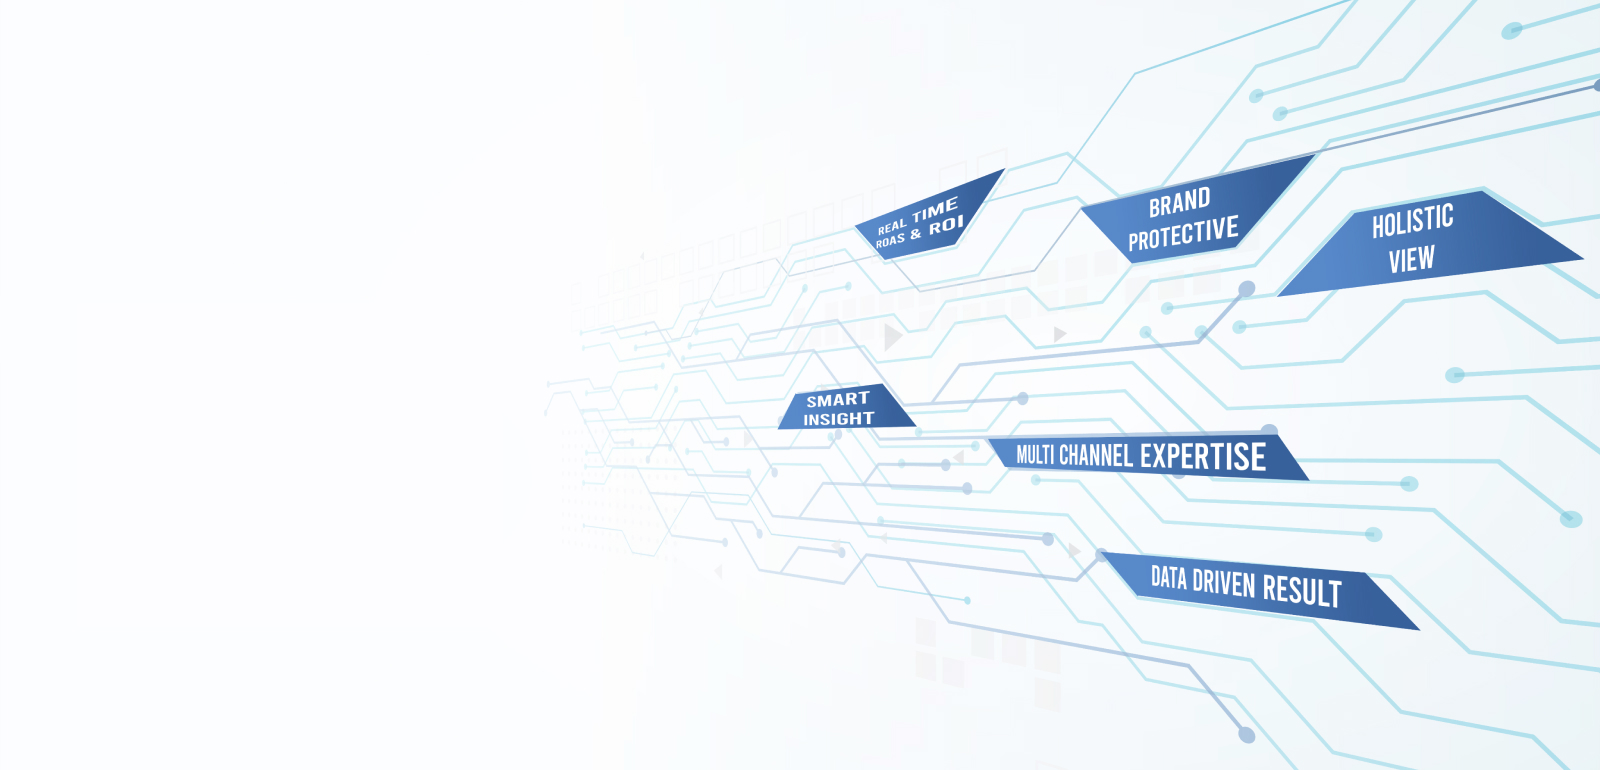 REAL TIME
ROAS & ROI
BRAND
PROTECTIVE
HOLISTIC
VIEW
SMART
INSIGHT
MULTI CHANNEL EXPERTISE
DATA DRIVEN RESULT